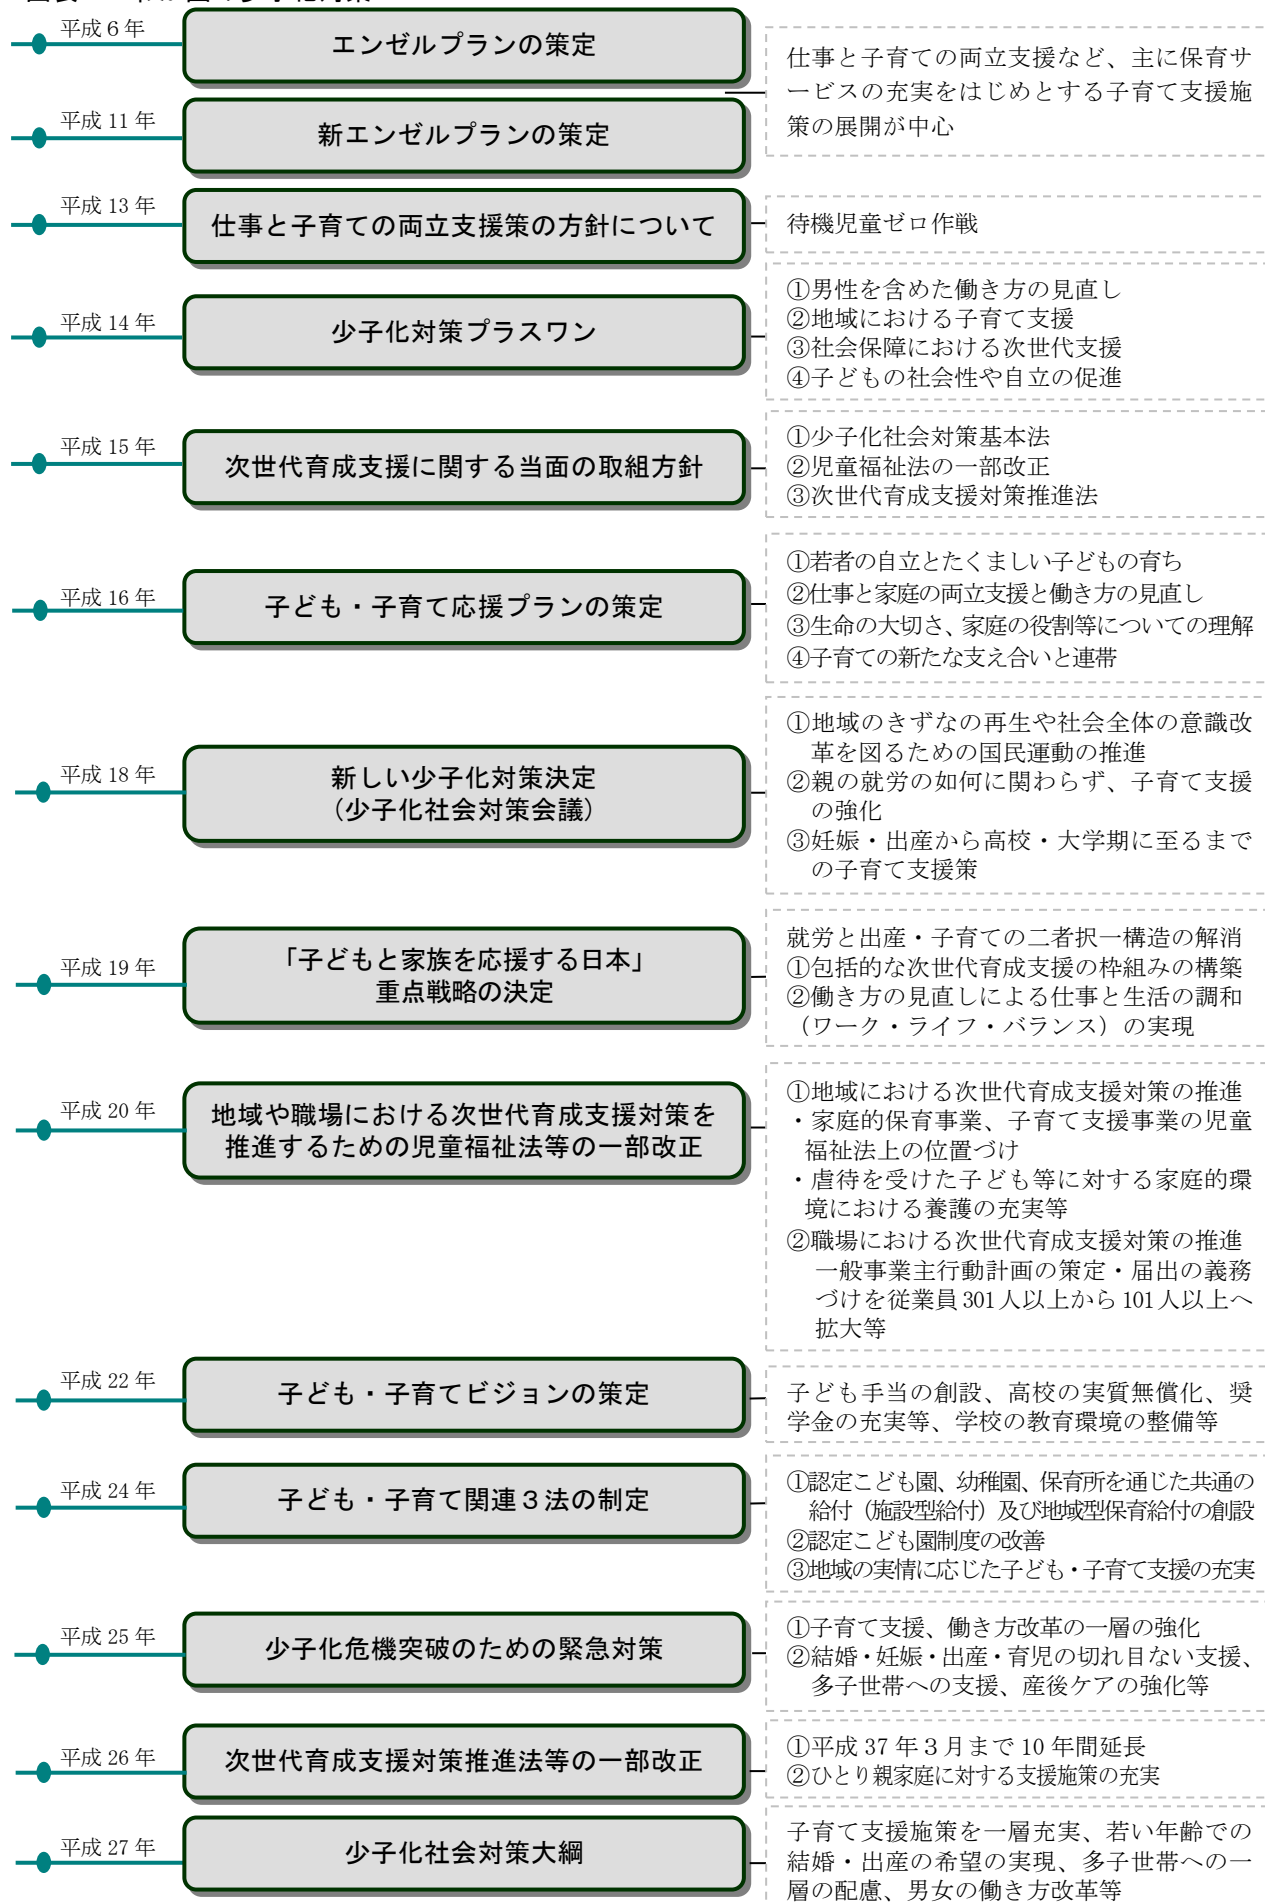 平成６年
エンゼルプランの策定
仕事と子育ての両立支援など、主に保育サ
ービスの充実をはじめとする子育て支援施
策の展開が中心
平成 11 年
新エンゼルプランの策定
平成 13 年
仕事と子育ての両立支援策の方針について
待機児童ゼロ作戦
平成 14 年
少子化対策プラスワン
①男性を含めた働き方の見直し
②地域における子育て支援
③社会保障における次世代支援
④子どもの社会性や自立の促進
平成 15 年
次世代育成支援に関する当面の取組方針
①少子化社会対策基本法
②児童福祉法の一部改正
③次世代育成支援対策推進法
平成 16 年
子ども・子育て応援プランの策定
①若者の自立とたくましい子どもの育ち
②仕事と家庭の両立支援と働き方の見直し
③生命の大切さ、家庭の役割等についての理解
④子育ての新たな支え合いと連帯
平成 18 年
新しい少子化対策決定
（少子化社会対策会議）
①地域のきずなの再生や社会全体の意識改
革を図るための国民運動の推進
②親の就労の如何に関わらず、子育て支援
の強化
③妊娠・出産から高校・大学期に至るまで
の子育て支援策
平成 19 年
「子どもと家族を応援する日本」
重点戦略の決定
就労と出産・子育ての二者択一構造の解消
①包括的な次世代育成支援の枠組みの構築
②働き方の見直しによる仕事と生活の調和
（ワーク・ライフ・バランス）の実現
平成 20 年
地域や職場における次世代育成支援対策を
推進するための児童福祉法等の一部改正
①地域における次世代育成支援対策の推進
・家庭的保育事業、子育て支援事業の児童
福祉法上の位置づけ
・虐待を受けた子ども等に対する家庭的環
境における養護の充実等
②職場における次世代育成支援対策の推進
一般事業主行動計画の策定・届出の義務
づけを従業員 301 人以上から 101 人以上へ
拡大等
平成 22 年
子ども・子育てビジョンの策定
子ども手当の創設、高校の実質無償化、奨
学金の充実等、学校の教育環境の整備等
平成 24 年
子ども・子育て関連３法の制定
①認定こども園、幼稚園、保育所を通じた共通の
給付（施設型給付）及び地域型保育給付の創設
②認定こども園制度の改善
③地域の実情に応じた子ども・子育て支援の充実
平成 25 年
少子化危機突破のための緊急対策
①子育て支援、働き方改革の一層の強化
②結婚・妊娠・出産・育児の切れ目ない支援、
多子世帯への支援、産後ケアの強化等
平成 26 年
次世代育成支援対策推進法等の一部改正
①平成 37 年３月まで 10 年間延長
②ひとり親家庭に対する支援施策の充実
平成 27 年
少子化社会対策大綱
子育て支援施策を一層充実、若い年齢での
結婚・出産の希望の実現、多子世帯への一
層の配慮、男女の働き方改革等